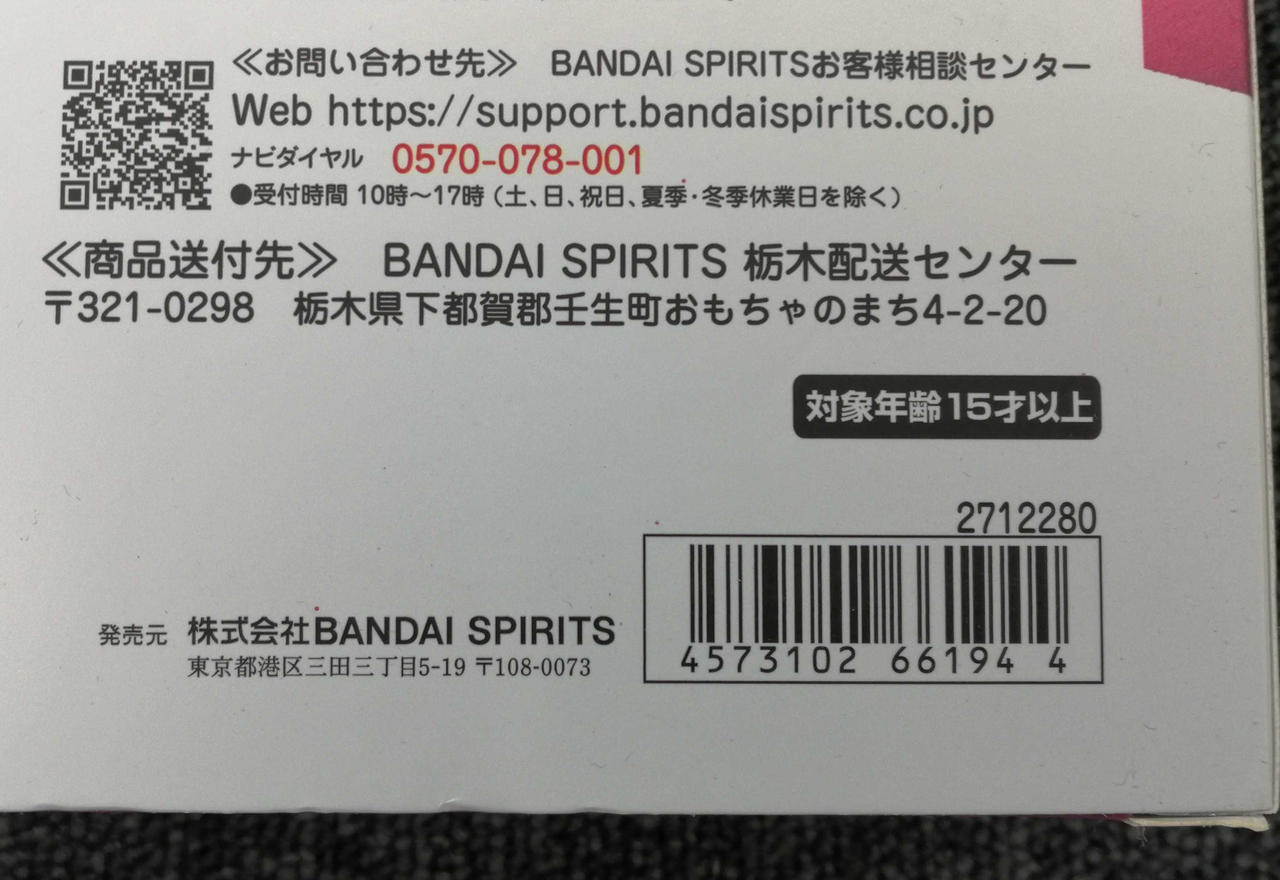 ≪お問い合わせ先≫ BANDAI SPIRITSお客様相談センター
Web https://support.bandaispirits.co.jp
ナビダイヤル 0570-078-001
●受付時間 10時〜17時（土、日、祝日、夏季・冬季休業日を除く）
≪商品送付先≫ BANDAI SPIRITS 栃木配送センター
〒321-0298 栃木県下都賀郡壬生町おもちゃのまち4-2-20
対象年齢15才以上
2712280
4573102 66194 4
発売元 株式会社BANDAI SPIRITS
東京都港区三田三丁目5-19 〒108-0073